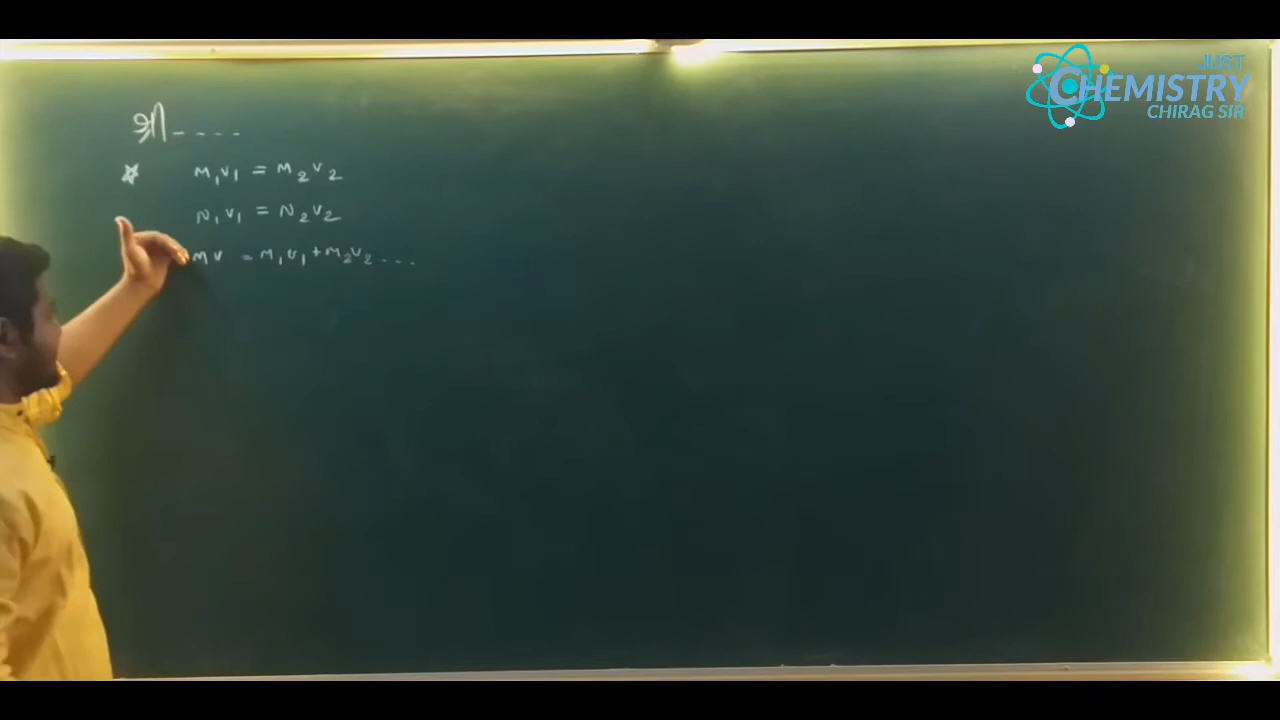 श्री----
☆ M₁V₁ = M₂V₂
N₁V₁ = N₂V₂
MV = M₁V₁ + M₂V₂ ....
JUST
CHEMISTRY
CHIRAG SIR